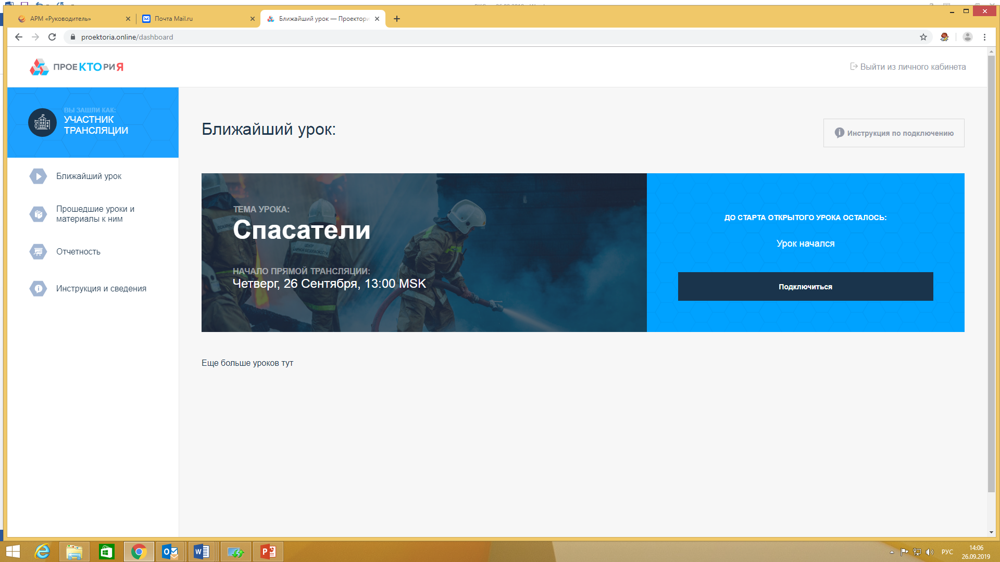 АРМ «Руководитель»
Почта Mail.ru
Ближайший урок — Проектори
proektoria.online/dashboard
ПРОЕКТОРИЯ
Выйти из личного кабинета
ВЫ ЗАШЛИ КАК:
УЧАСТНИК
ТРАНСЛЯЦИИ
Ближайший урок
Прошедшие уроки и
материалы к ним
Отчетность
Инструкция и сведения
Ближайший урок:
Инструкция по подключению
ТЕМА УРОКА:
Спасатели
НАЧАЛО ПРЯМОЙ ТРАНСЛЯЦИИ:
Четверг, 26 Сентября, 13:00 MSK
ДО СТАРТА ОТКРЫТОГО УРОКА ОСТАЛОСЬ:
Урок начался
Подключиться
Еще больше уроков тут
РУС
14:06
26.09.2019